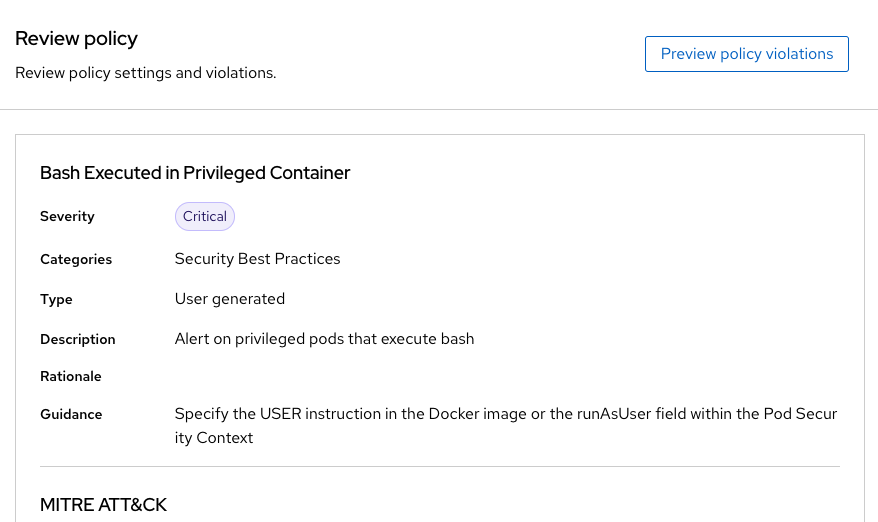 Review policy
Preview policy violations
Review policy settings and violations.
Bash Executed in Privileged Container
Severity Critical
Categories Security Best Practices
Type User generated
Description Alert on privileged pods that execute bash
Rationale
Guidance Specify the USER instruction in the Docker image or the runAsUser field within the Pod Secur
ity Context
MITRE ATT&CK